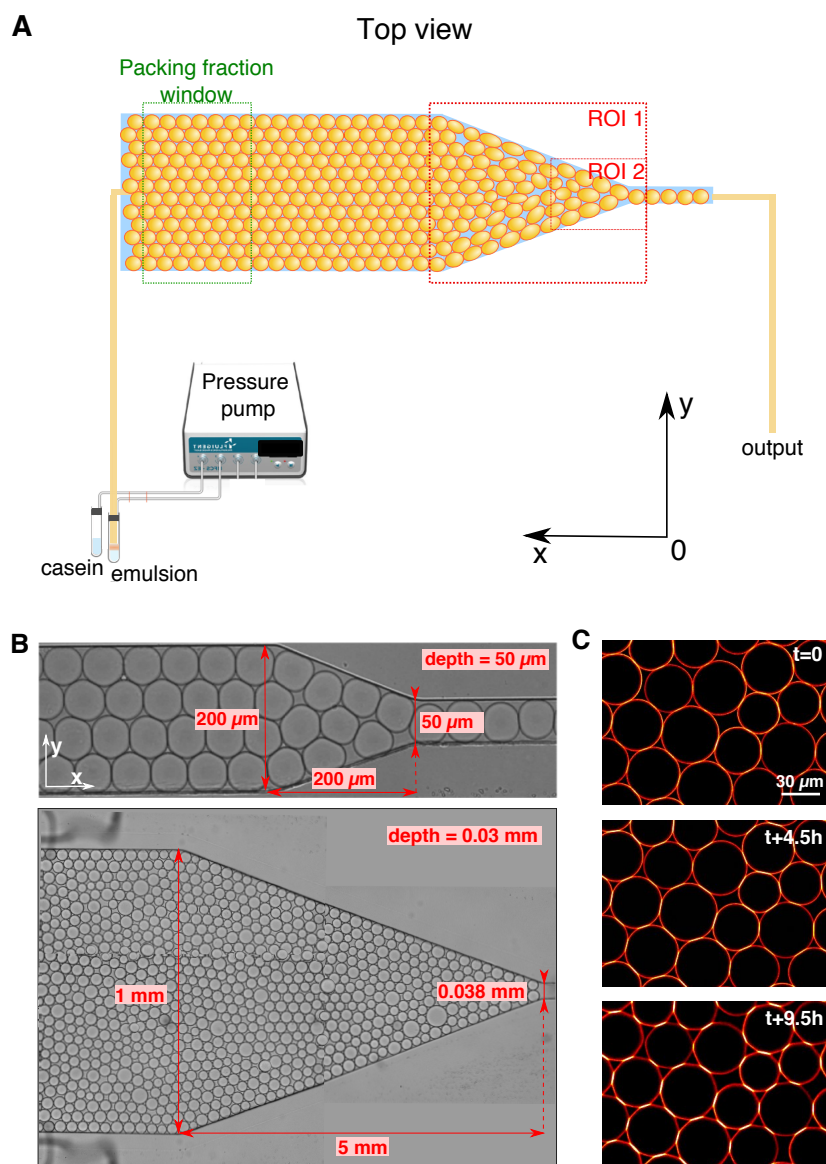 A
Top view
Packing fraction
window
ROI 1
ROI 2
Pressure
pump
FLUIGENT
y
output
x
0
casein
emulsion
B
depth = 50 µm
200 µm
50 µm
y
x
200 µm
depth = 0.03 mm
1 mm
0.038 mm
5 mm
C
t=0
30 µm
t+4.5h
t+9.5h